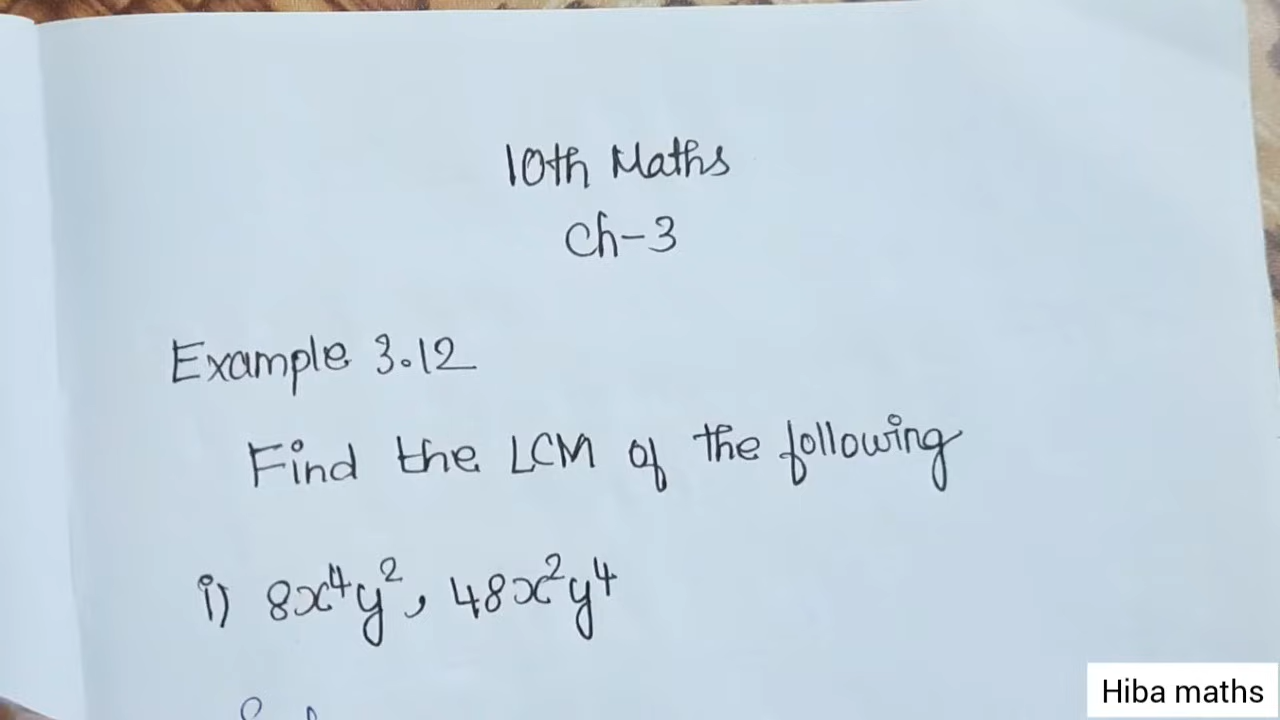 10th Maths
Ch-3
Example 3.12
Find the LCM of the following
i) 8x⁴y², 48x²y⁴
Hiba maths